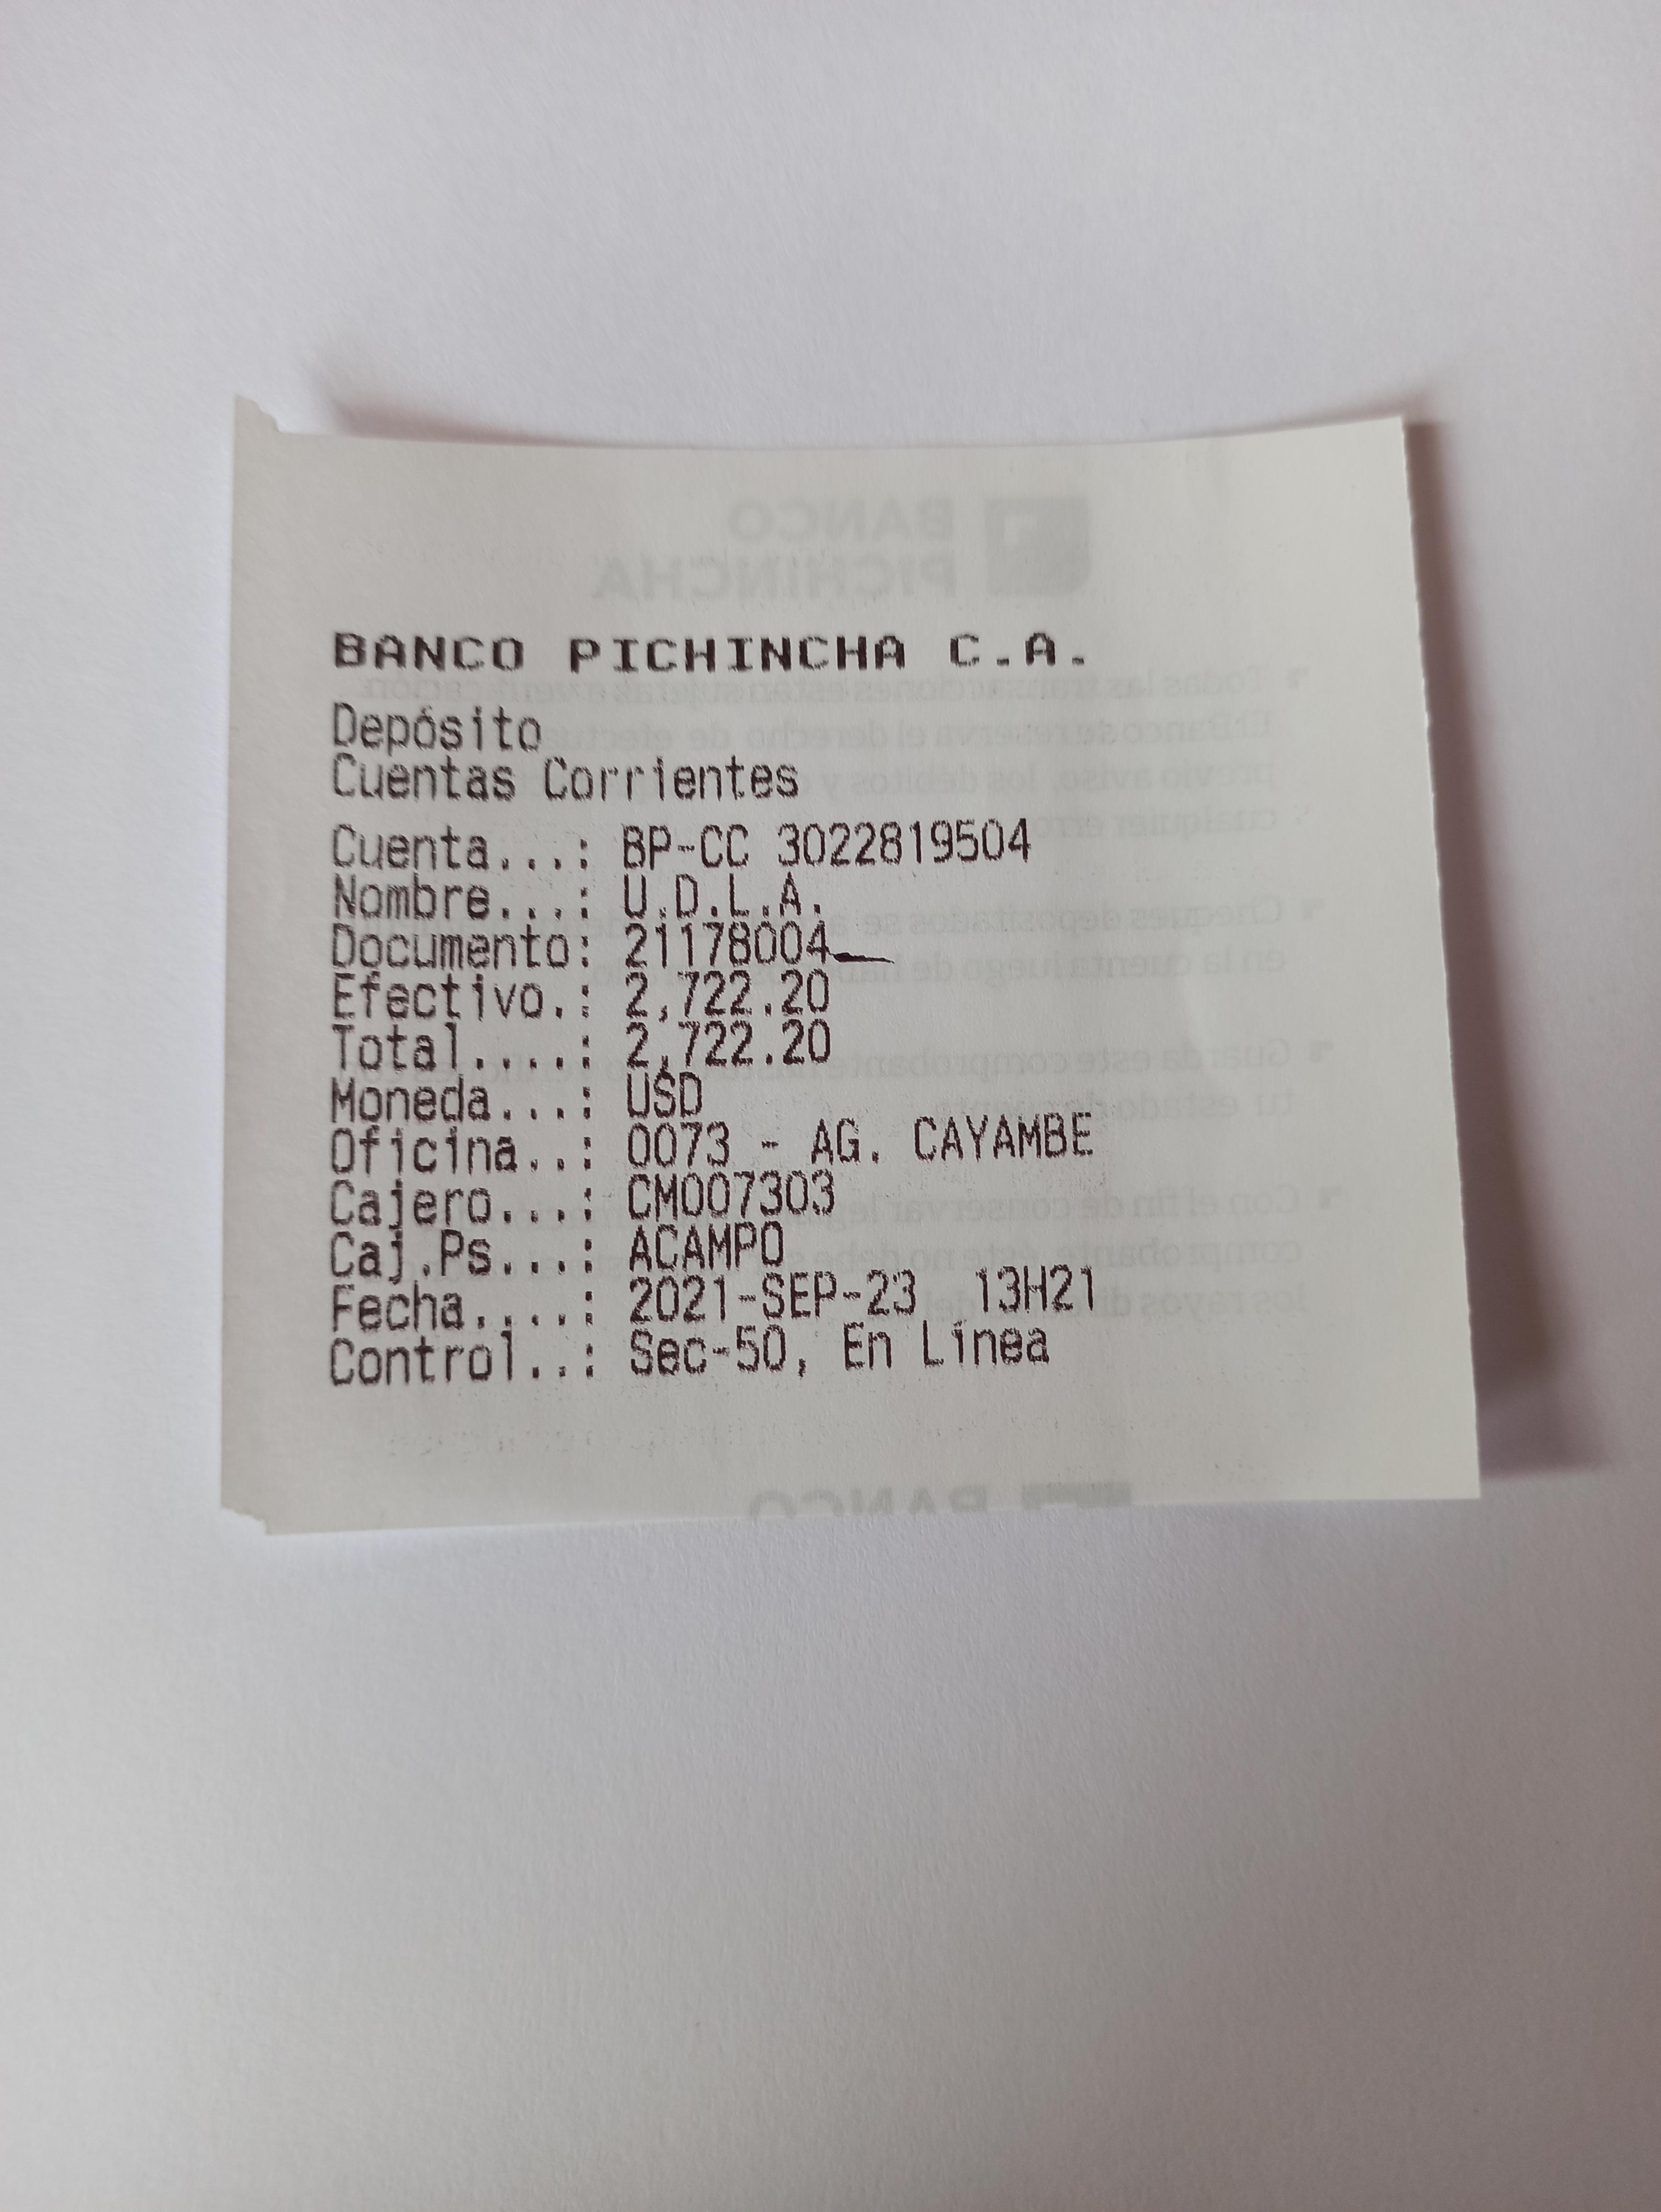 BANCO PICHINCHA C.A.
Depósito
Cuentas Corrientes
Cuenta...: BP-CC 3022819504
Nombre...: U.D.L.A.
Documento: 21178004
Efectivo.: 2,722.20
Total....: 2,722.20
Moneda...: USD
Oficina..: 0073 - AG. CAYAMBE
Cajero...: CM007303
Caj.Ps...: ACAMPO
Fecha....: 2021-SEP-23 13H21
Control..: Sec-50, En Línea
BANCO
PICHINCHA